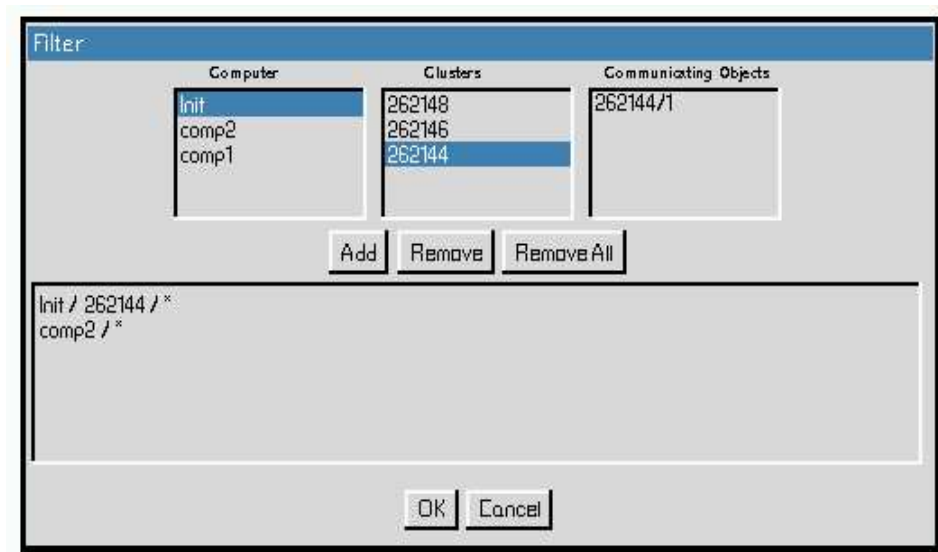 Filter
Computer Clusters Communicating Objects
Init 262148 262144/1
comp2 262146
comp1 262144
Add Remove Remove All
Init / 262144 / *
comp2 / *
OK Cancel